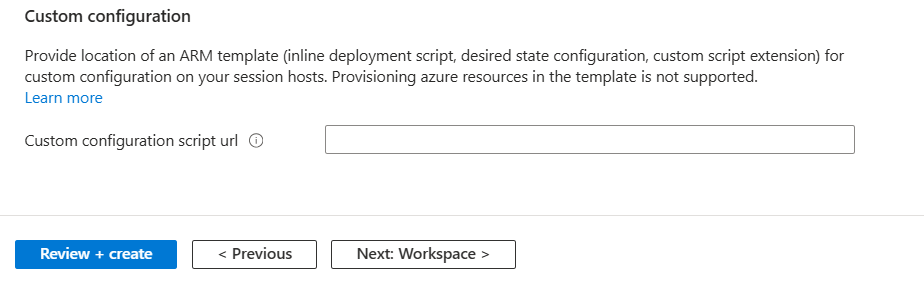 Custom configuration
Provide location of an ARM template (inline deployment script, desired state configuration, custom script extension) for
custom configuration on your session hosts. Provisioning azure resources in the template is not supported.
Learn more
Custom configuration script url
Review + create
< Previous
Next: Workspace >